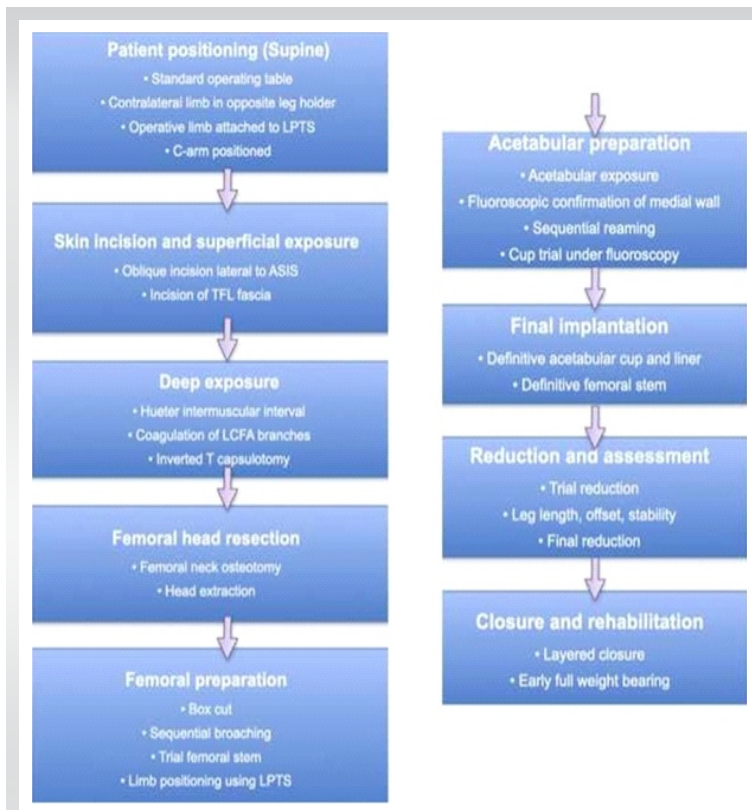 Patient positioning (Supine)
• Standard operating table
• Contralateral limb in opposite leg holder
• Operative limb attached to LPTS
• C-arm positioned
Skin incision and superficial exposure
• Oblique incision lateral to ASIS
• Incision of TFL fascia
Deep exposure
• Hueter intermuscular interval
• Coagulation of LCFA branches
• Inverted T capsulotomy
Femoral head resection
• Femoral neck osteotomy
• Head extraction
Femoral preparation
• Box cut
• Sequential broaching
• Trial femoral stem
• Limb positioning using LPTS
Acetabular preparation
• Acetabular exposure
• Fluoroscopic confirmation of medial wall
• Sequential reaming
• Cup trial under fluoroscopy
Final implantation
• Definitive acetabular cup and liner
• Definitive femoral stem
Reduction and assessment
• Trial reduction
• Leg length, offset, stability
• Final reduction
Closure and rehabilitation
• Layered closure
• Early full weight bearing